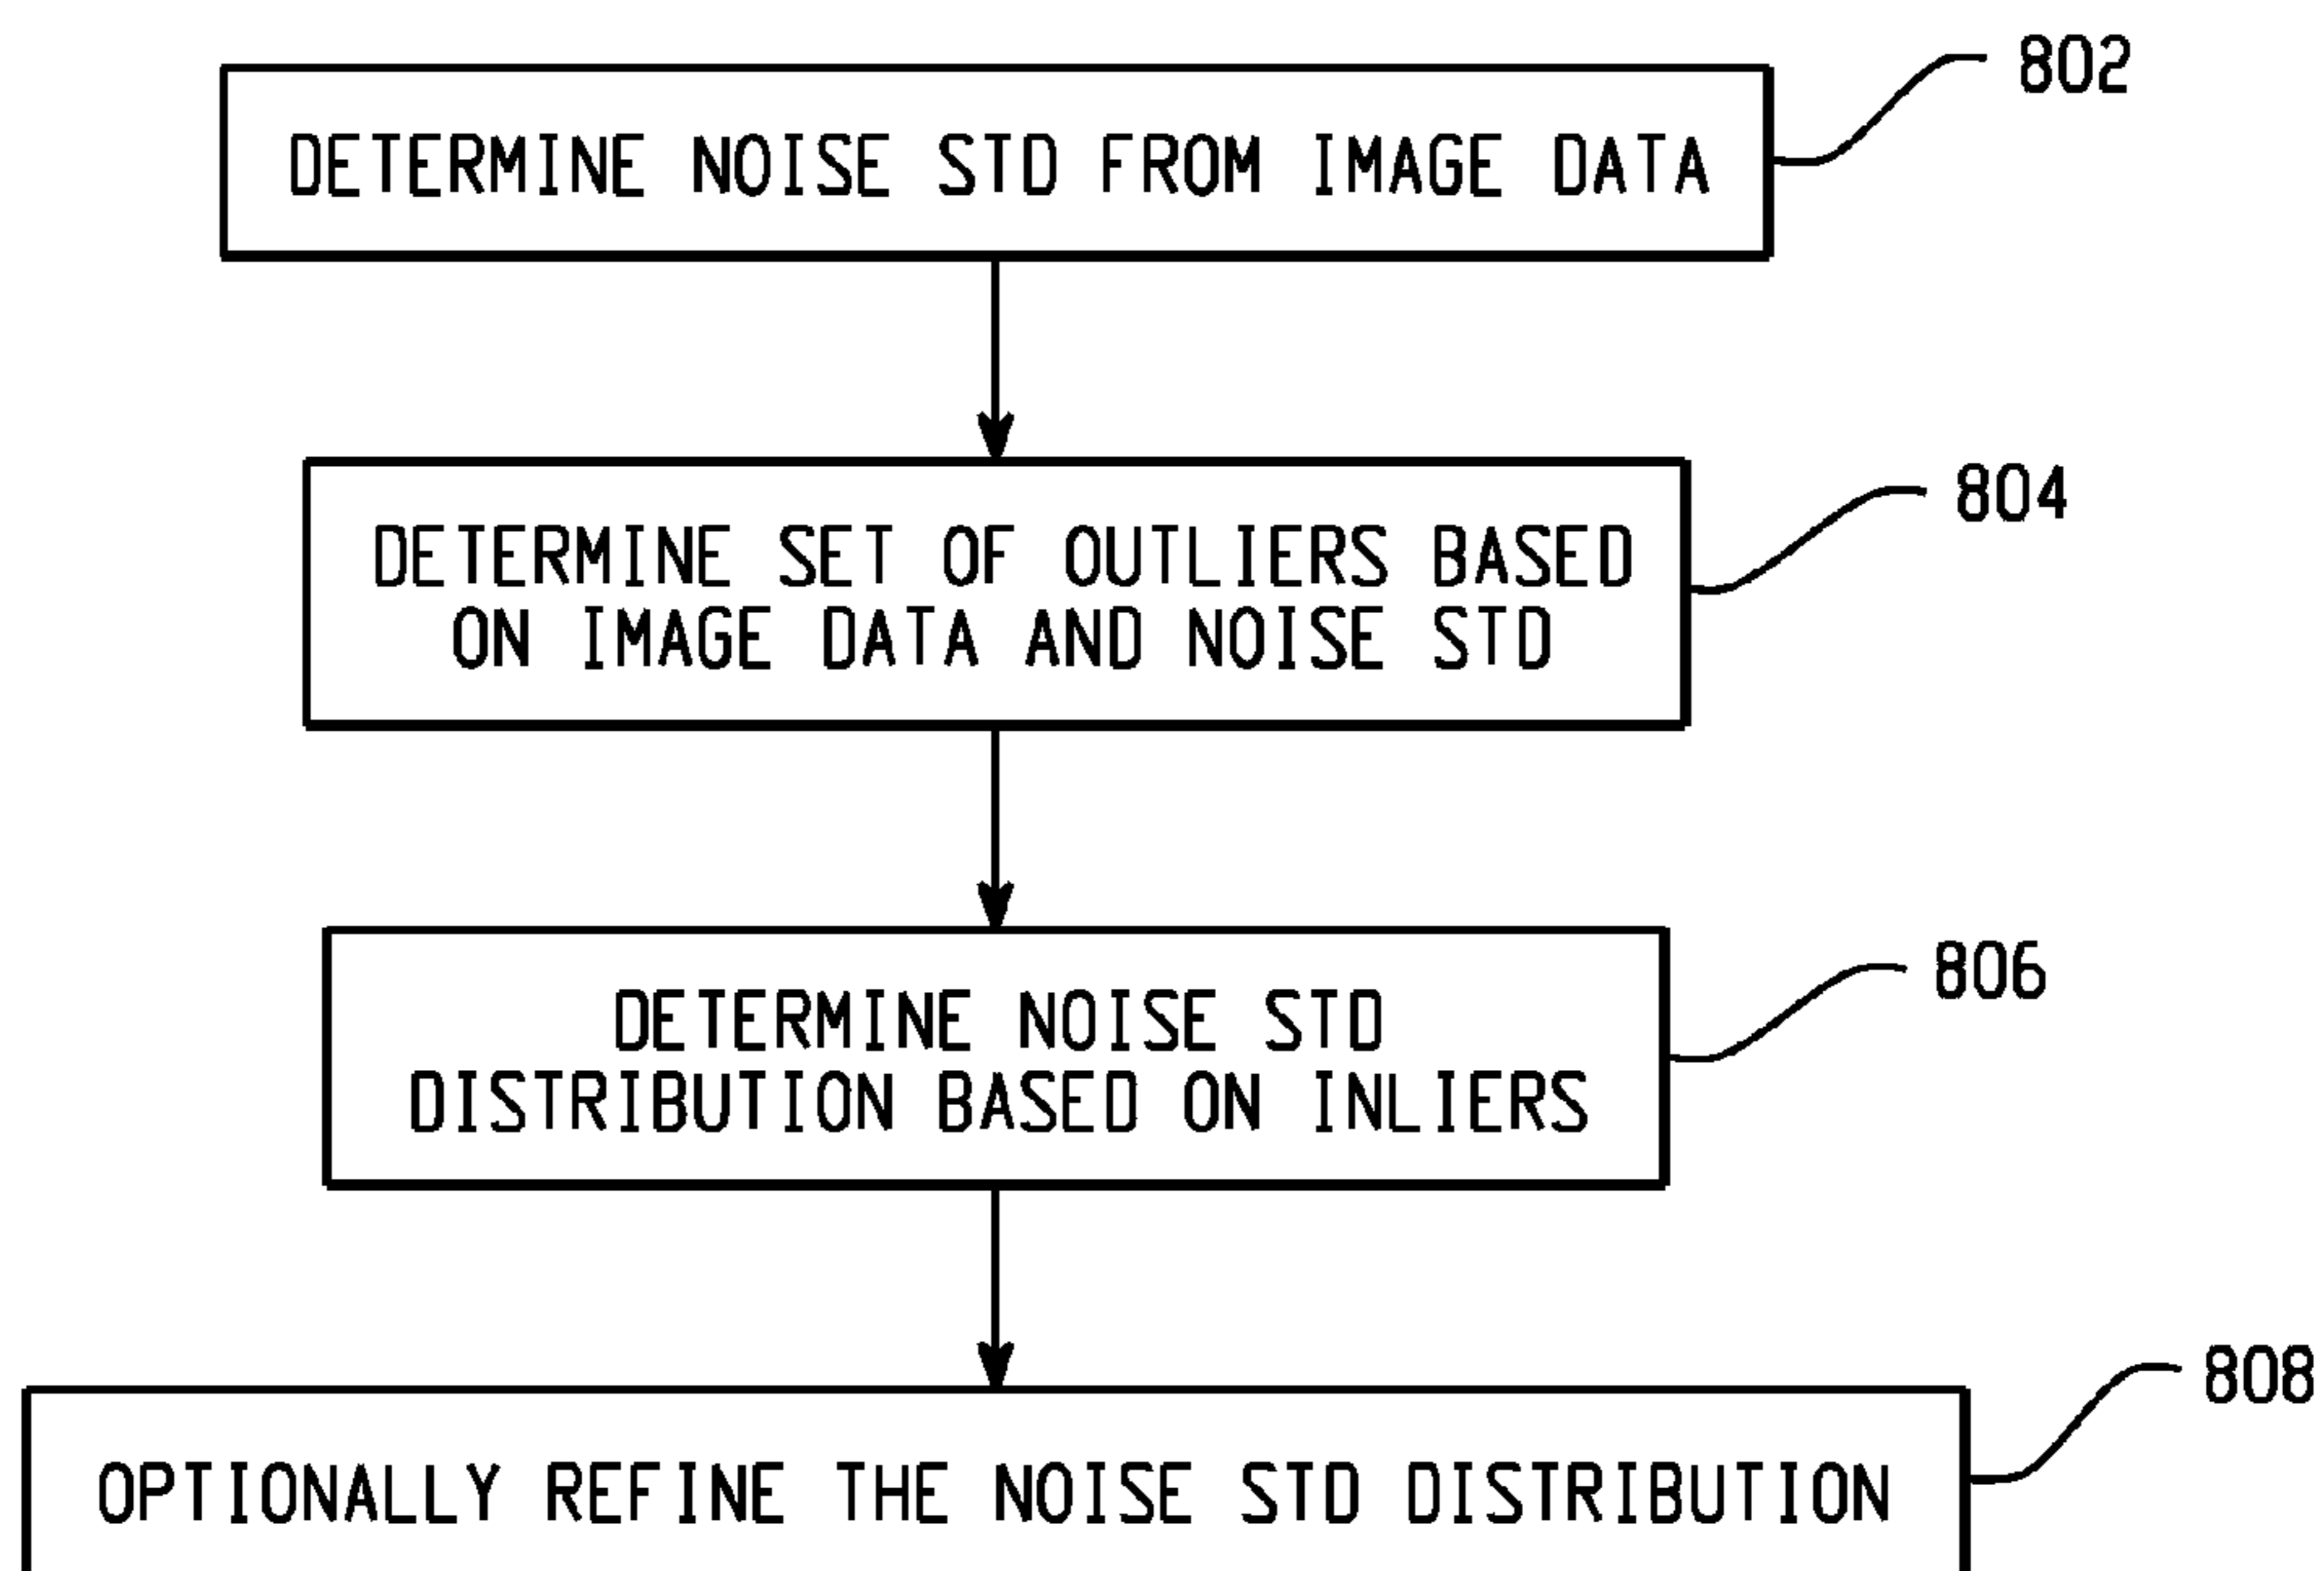 802
DETERMINE NOISE STD FROM IMAGE DATA
804
DETERMINE SET OF OUTLIERS BASED
ON IMAGE DATA AND NOISE STD
806
DETERMINE NOISE STD
DISTRIBUTION BASED ON INLIERS
808
OPTIONALLY REFINE THE NOISE STD DISTRIBUTION